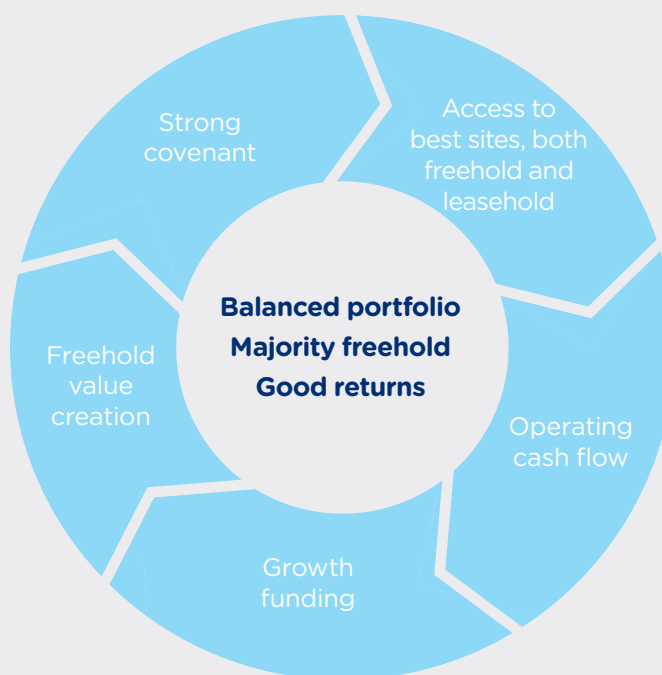 Strong
covenant
Access to
best sites, both
freehold and
leasehold
Balanced portfolio
Majority freehold
Good returns
Freehold
value
creation
Operating
cash flow
Growth
funding